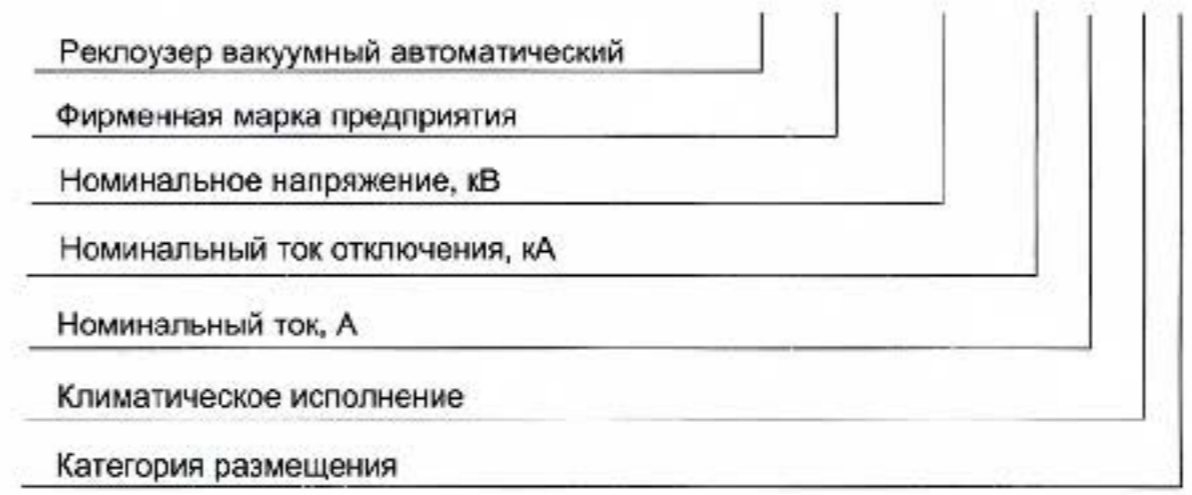 Реклоузер вакуумный автоматический
Фирменная марка предприятия
Номинальное напряжение, кВ
Номинальный ток отключения, кА
Номинальный ток, А
Климатическое исполнение
Категория размещения